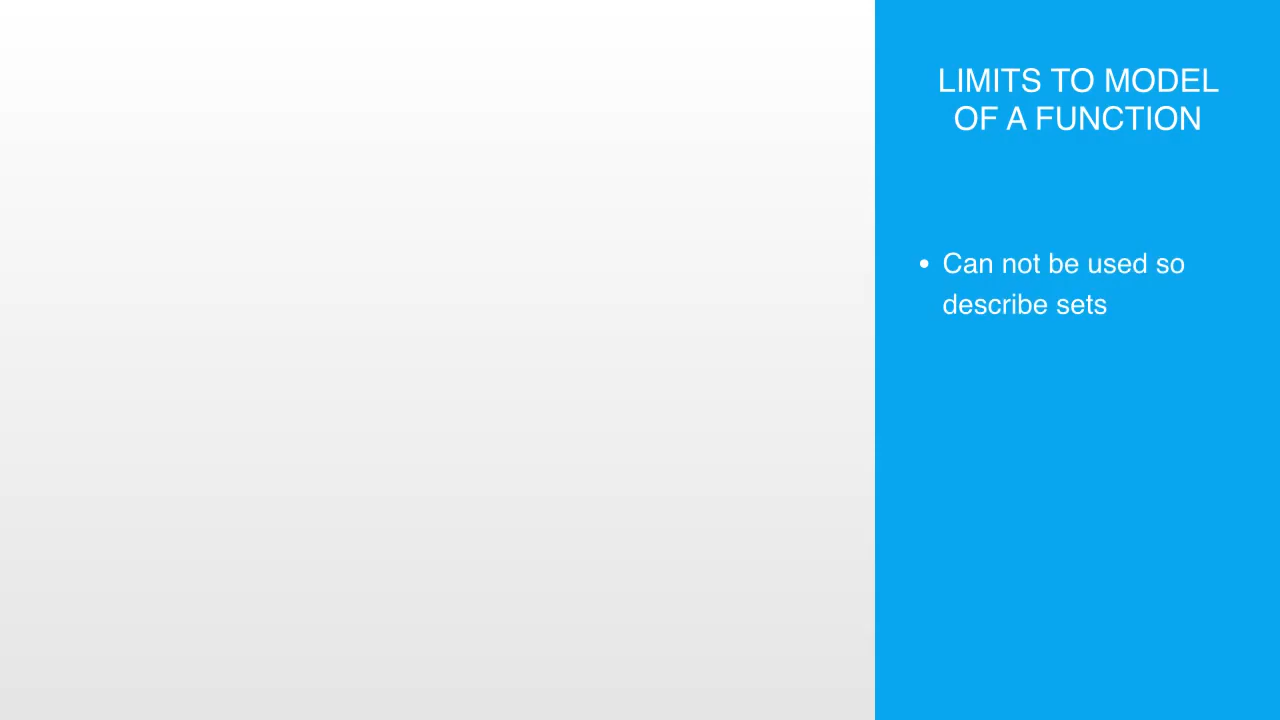 LIMITS TO MODEL
OF A FUNCTION
• Can not be used so
describe sets